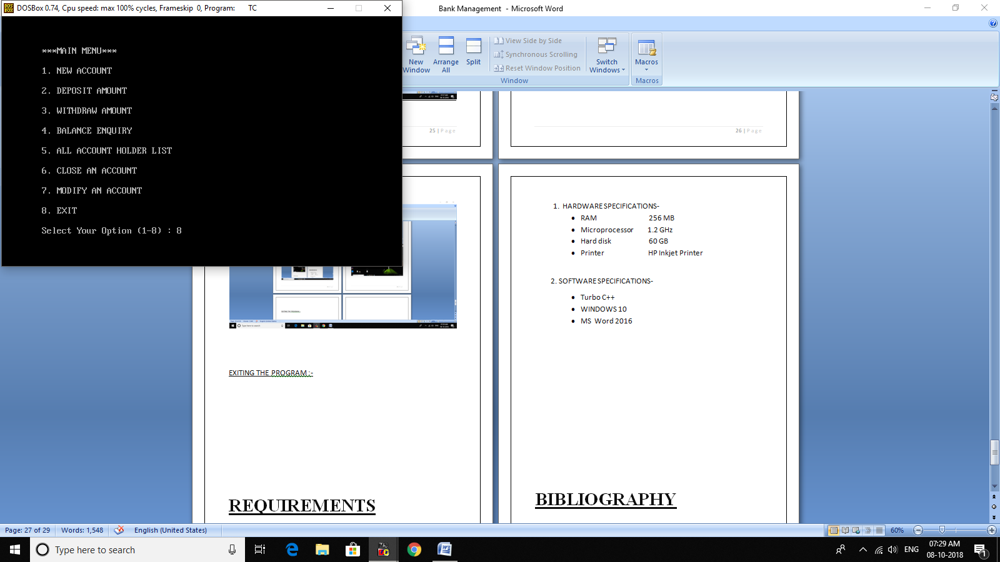 DOSBox 0.74, Cpu speed: max 100% cycles, Frameskip 0, Program: TC
***MAIN MENU***
1. NEW ACCOUNT
2. DEPOSIT AMOUNT
3. WITHDRAW AMOUNT
4. BALANCE ENQUIRY
5. ALL ACCOUNT HOLDER LIST
6. CLOSE AN ACCOUNT
7. MODIFY AN ACCOUNT
8. EXIT
Select Your Option (1-8) : 8
Bank Management - Microsoft Word
New Window
Arrange All
Split
View Side by Side
Synchronous Scrolling
Reset Window Position
Switch Windows
Macros
Window
Macros
25 | Page
26 | Page
EXITING THE PROGRAM :-
REQUIREMENTS
1. HARDWARE SPECIFICATIONS-
• RAM 256 MB
• Microprocessor 1.2 GHz
• Hard disk 60 GB
• Printer HP Inkjet Printer
2. SOFTWARE SPECIFICATIONS-
• Turbo C++
• WINDOWS 10
• MS Word 2016
BIBLIOGRAPHY
Page: 27 of 29
Words: 1,548
English (United States)
60%
Type here to search
ENG
07:29 AM
08-10-2018
1